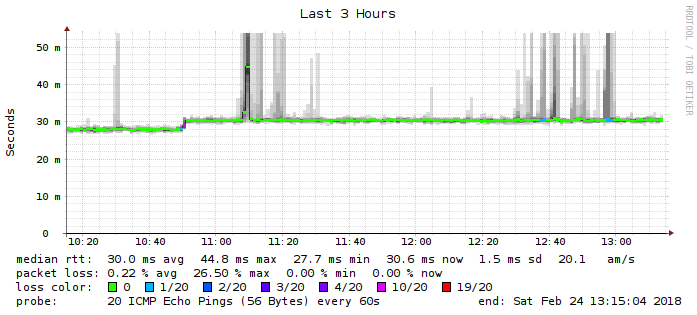 Last 3 Hours
RRDTOOL / TOBI OETIKER
Seconds
50 m
40 m
30 m
20 m
10 m
0
10:20 10:40 11:00 11:20 11:40 12:00 12:20 12:40 13:00
median rtt: 30.0 ms avg 44.8 ms max 27.7 ms min 30.6 ms now 1.5 ms sd 20.1 am/s
packet loss: 0.22 % avg 26.50 % max 0.00 % min 0.00 % now
loss color: 0 1/20 2/20 3/20 4/20 10/20 19/20
probe: 20 ICMP Echo Pings (56 Bytes) every 60s end: Sat Feb 24 13:15:04 2018